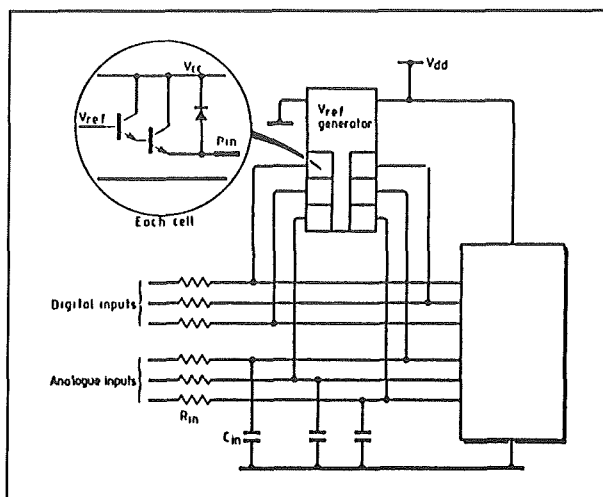 Vcc
Vref
Pin
Each cell
Vref
generator
Vdd
Digital inputs
Analogue inputs
Rin
Cin